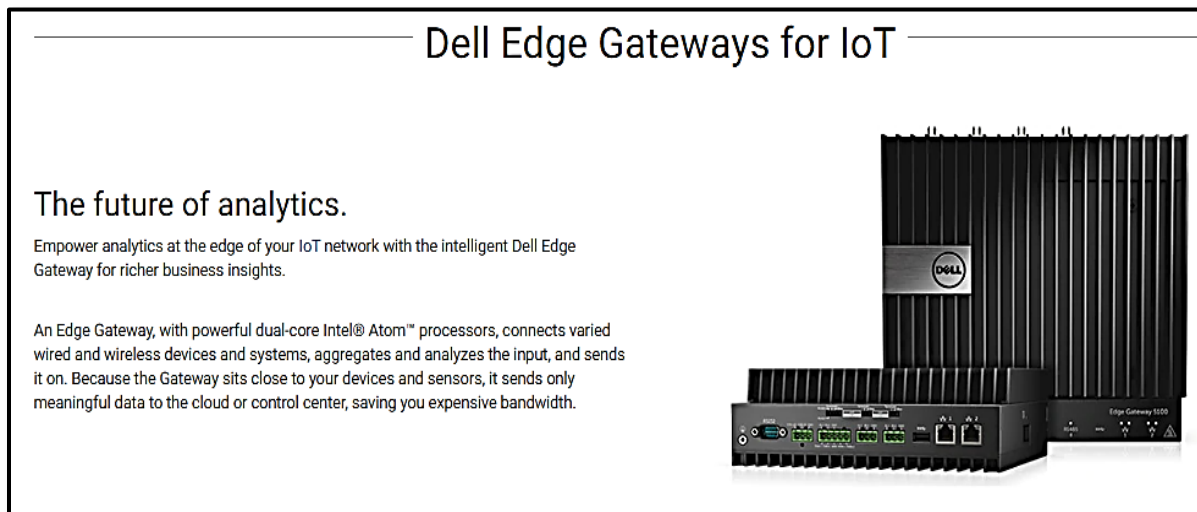 Dell Edge Gateways for IoT
The future of analytics.
Empower analytics at the edge of your IoT network with the intelligent Dell Edge
Gateway for richer business insights.
An Edge Gateway, with powerful dual-core Intel® Atom™ processors, connects varied
wired and wireless devices and systems, aggregates and analyzes the input, and sends
it on. Because the Gateway sits close to your devices and sensors, it sends only
meaningful data to the cloud or control center, saving you expensive bandwidth.
DELL
Edge Gateway 5100
RS485
RS232
1 2